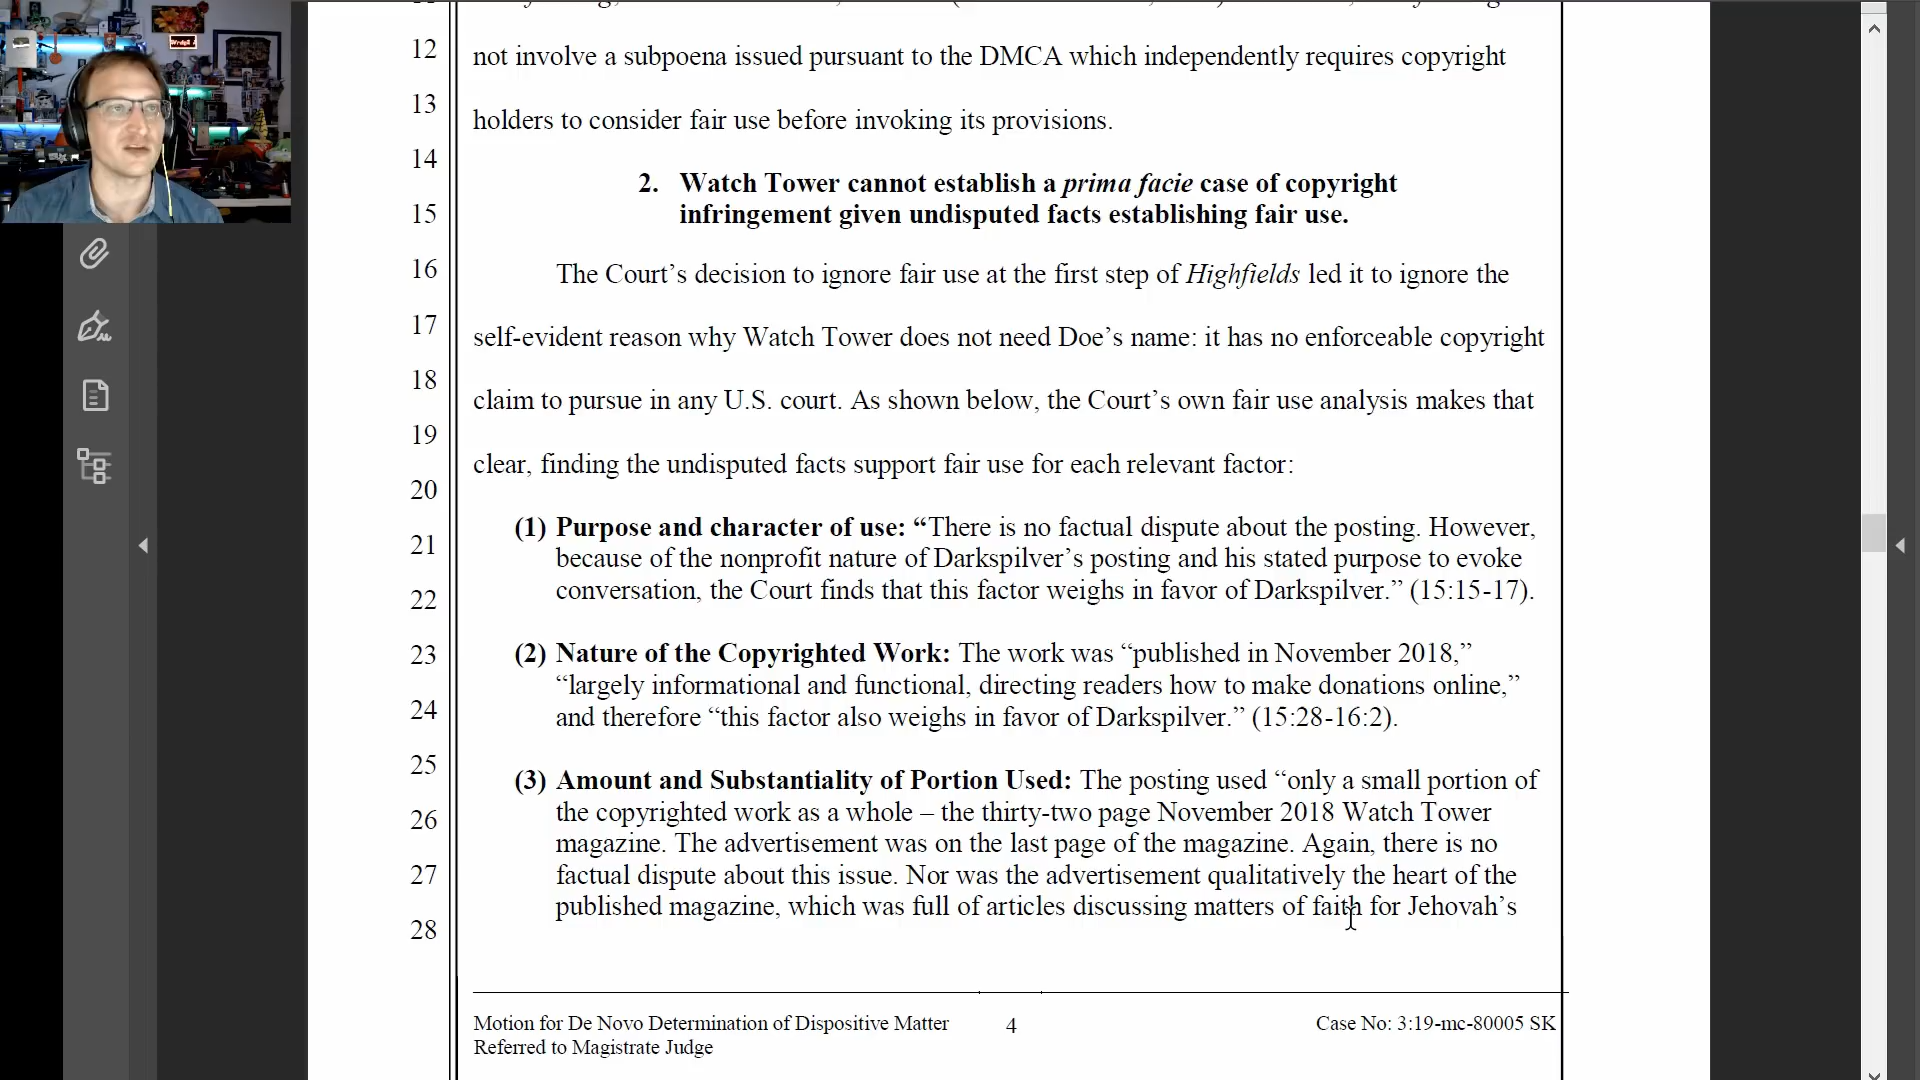 12
not involve a subpoena issued pursuant to the DMCA which independently requires copyright
13
holders to consider fair use before invoking its provisions.
14
2. Watch Tower cannot establish a prima facie case of copyright
15
infringement given undisputed facts establishing fair use.
16
The Court’s decision to ignore fair use at the first step of Highfields led it to ignore the
17
self-evident reason why Watch Tower does not need Doe’s name: it has no enforceable copyright
18
claim to pursue in any U.S. court. As shown below, the Court’s own fair use analysis makes that
19
clear, finding the undisputed facts support fair use for each relevant factor:
20
(1) Purpose and character of use: “There is no factual dispute about the posting. However,
21
because of the nonprofit nature of Darkspilver’s posting and his stated purpose to evoke
22
conversation, the Court finds that this factor weighs in favor of Darkspilver.” (15:15-17).
23
(2) Nature of the Copyrighted Work: The work was “published in November 2018,”
“largely informational and functional, directing readers how to make donations online,”
24
and therefore “this factor also weighs in favor of Darkspilver.” (15:28-16:2).
25
(3) Amount and Substantiality of Portion Used: The posting used “only a small portion of
26
the copyrighted work as a whole – the thirty-two page November 2018 Watch Tower
magazine. The advertisement was on the last page of the magazine. Again, there is no
27
factual dispute about this issue. Nor was the advertisement qualitatively the heart of the
published magazine, which was full of articles discussing matters of faith for Jehovah’s
28
Motion for De Novo Determination of Dispositive Matter
4
Case No: 3:19-mc-80005 SK
Referred to Magistrate Judge